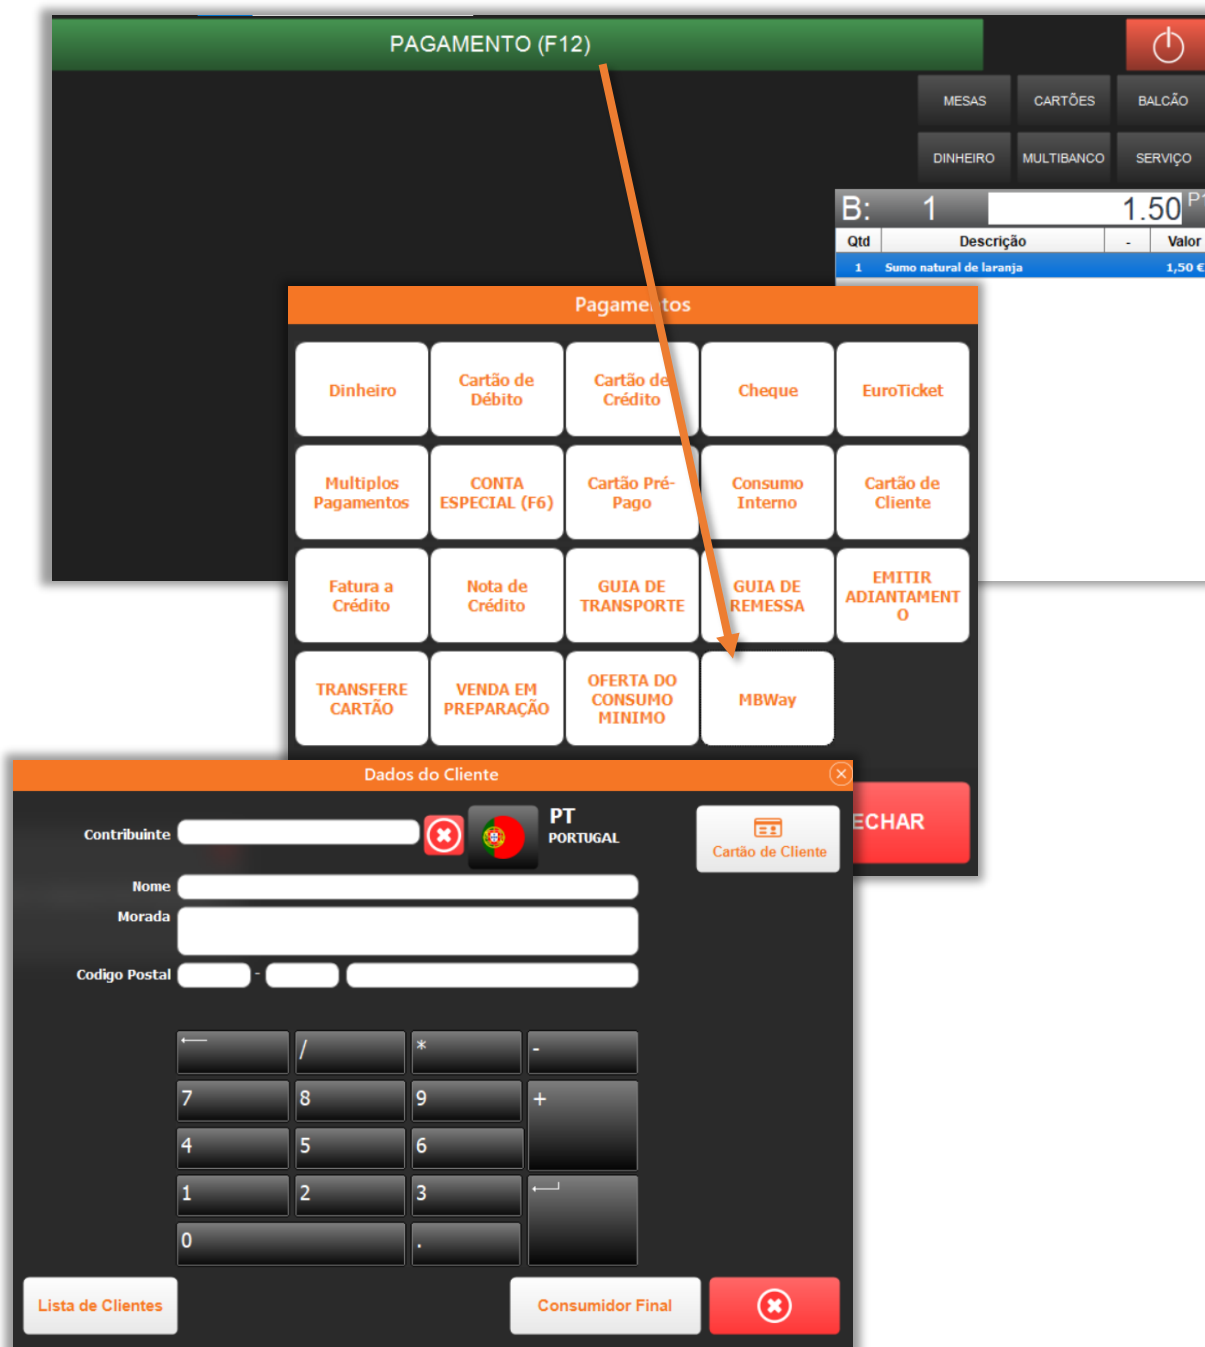 PAGAMENTO (F12)
MESAS
CARTÕES
BALCÃO
DINHEIRO
MULTIBANCO
SERVIÇO
B: 1 1.50
Qtd Descrição - Valor
1 Sumo natural de laranja 1,50 €
Pagamentos
Dinheiro
Cartão de
Débito
Cartão de
Crédito
Cheque
EuroTicket
Multiplos
Pagamentos
CONTA
ESPECIAL (F6)
Cartão Pré-
Pago
Consumo
Interno
Cartão de
Cliente
Fatura a
Crédito
Nota de
Crédito
GUIA DE
TRANSPORTE
GUIA DE
REMESSA
EMITIR
ADIANTAMENT
O
TRANSFERE
CARTÃO
VENDA EM
PREPARAÇÃO
OFERTA DO
CONSUMO
MINIMO
MBWay
ECHAR
Dados do Cliente
Contribuinte
PT
PORTUGAL
Cartão de Cliente
Nome
Morada
Codigo Postal -
/ * -
7 8 9 +
4 5 6
1 2 3
0 .
Lista de Clientes
Consumidor Final